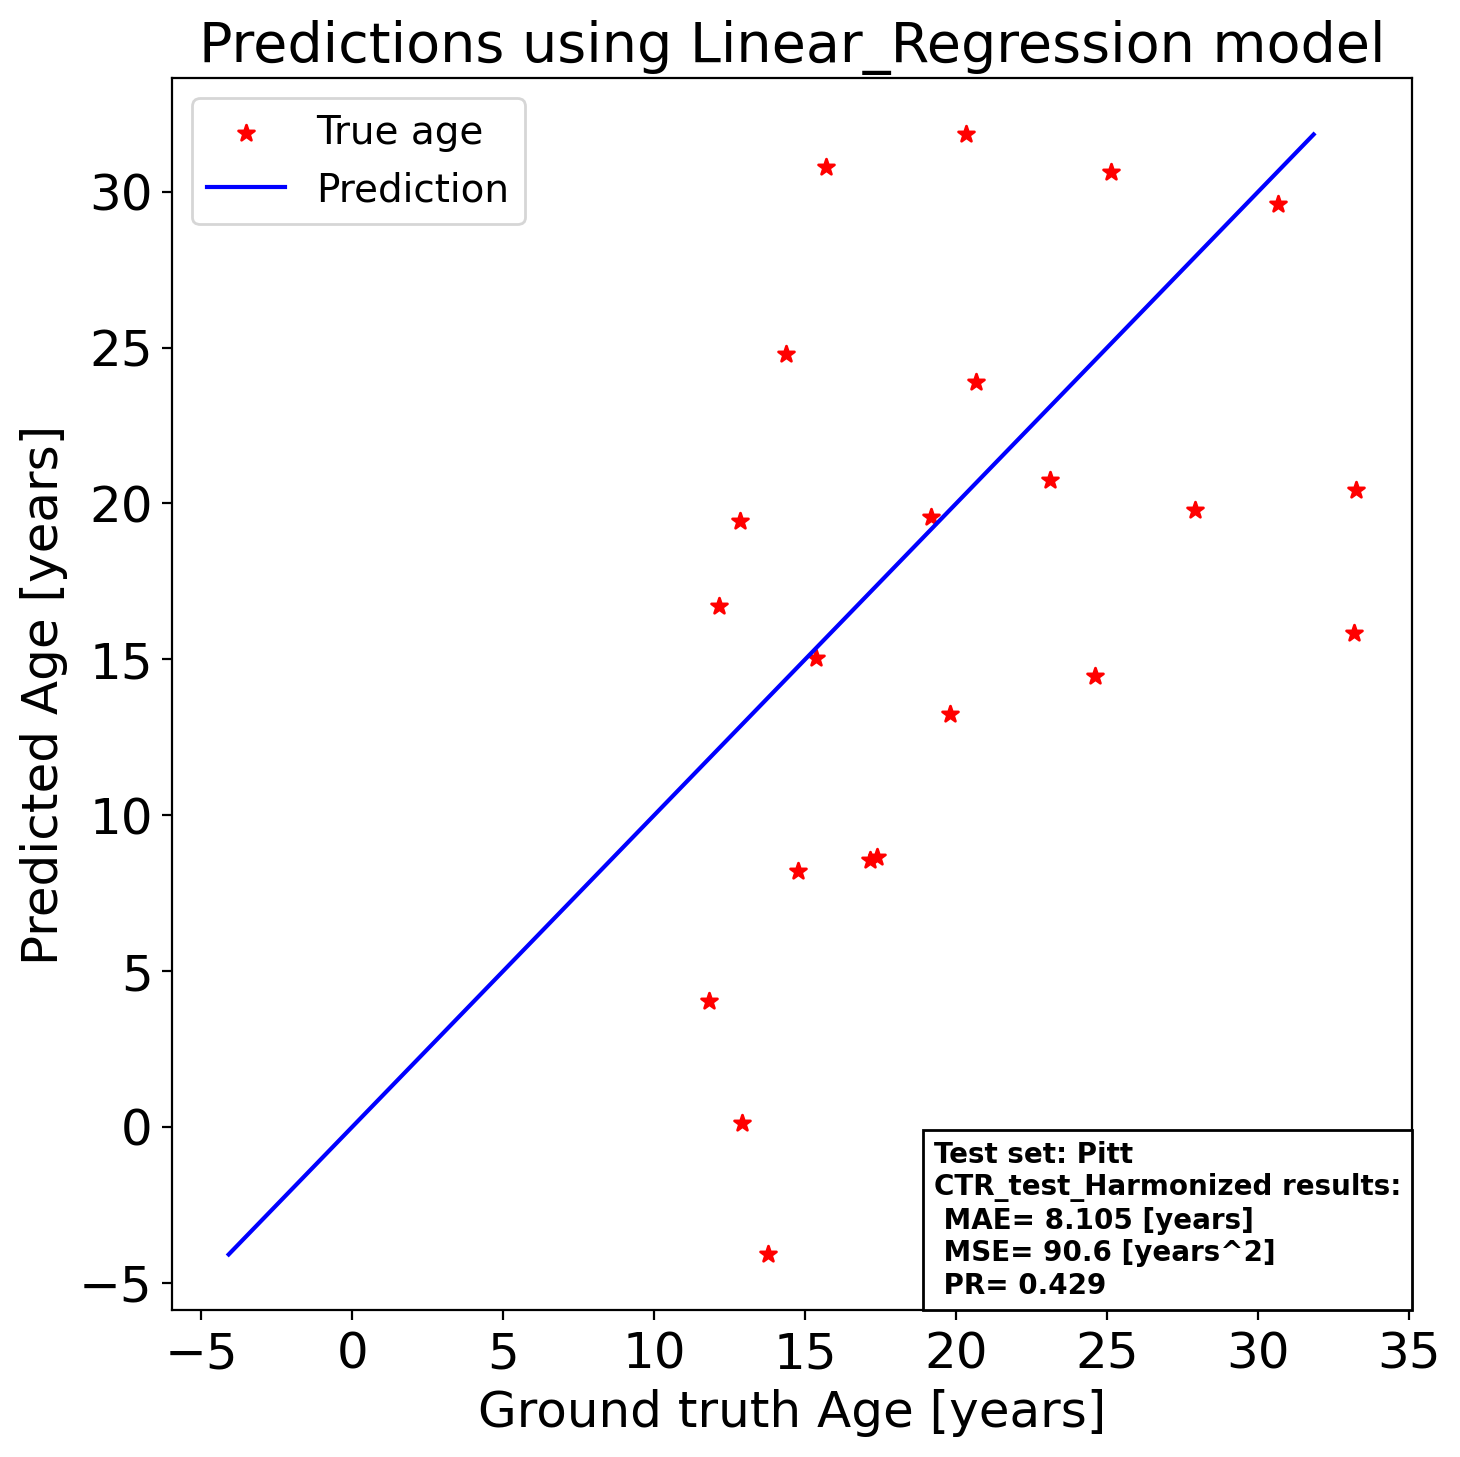 Predictions using Linear_Regression model
True age
Prediction
Predicted Age [years]
30
25
20
15
10
5
0
−5
−5 0 5 10 15 20 25 30 35
Ground truth Age [years]
Test set: Pitt
CTR_test_Harmonized results:
MAE= 8.105 [years]
MSE= 90.6 [years^2]
PR= 0.429